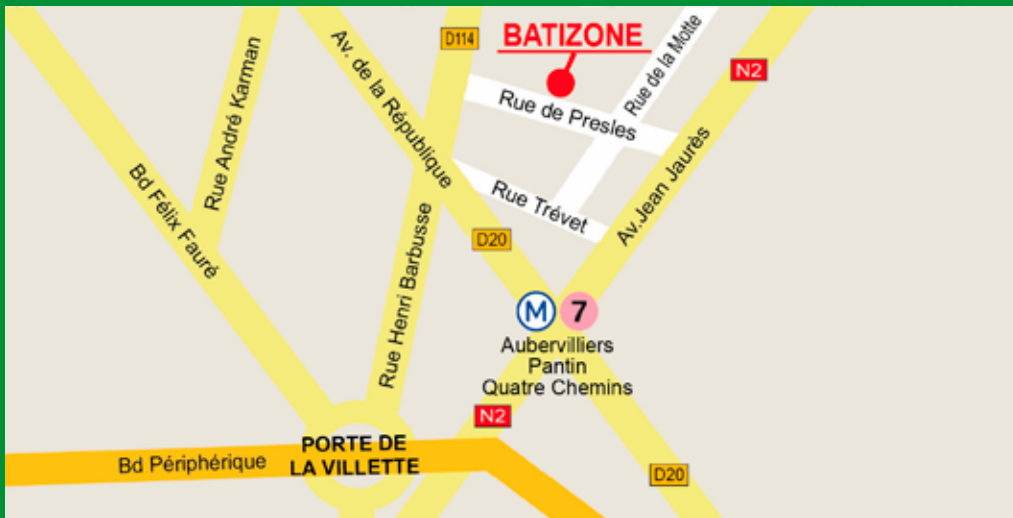 D114
BATIZONE
N2
Av. de la République
Rue de la Motte
Rue André Karman
Rue de Presles
Bd Félix Fauré
Rue Trévet
Av.Jean Jaurès
D20
Rue Henri Barbusse
M 7
Aubervilliers
Pantin
Quatre Chemins
N2
PORTE DE
LA VILLETTE
Bd Périphérique
D20